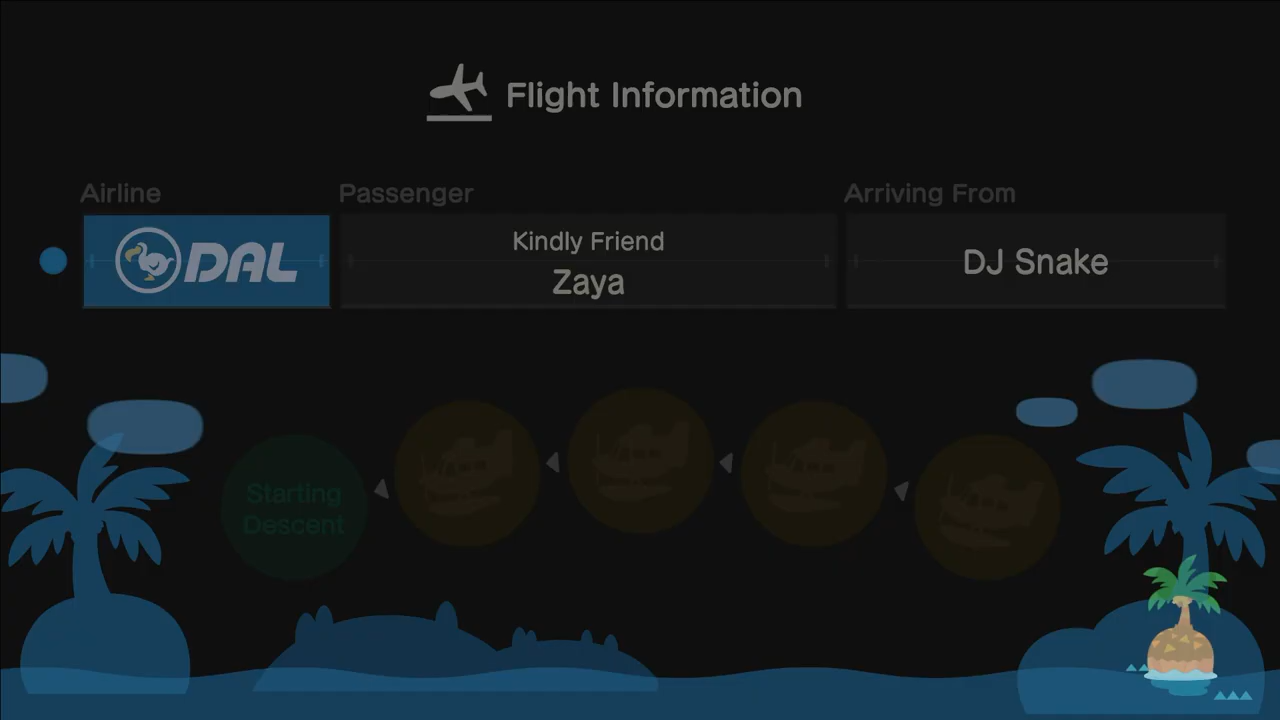 Flight Information
Airline
Passenger
Arriving From
DAL
Kindly Friend
Zaya
DJ Snake
Starting
Descent